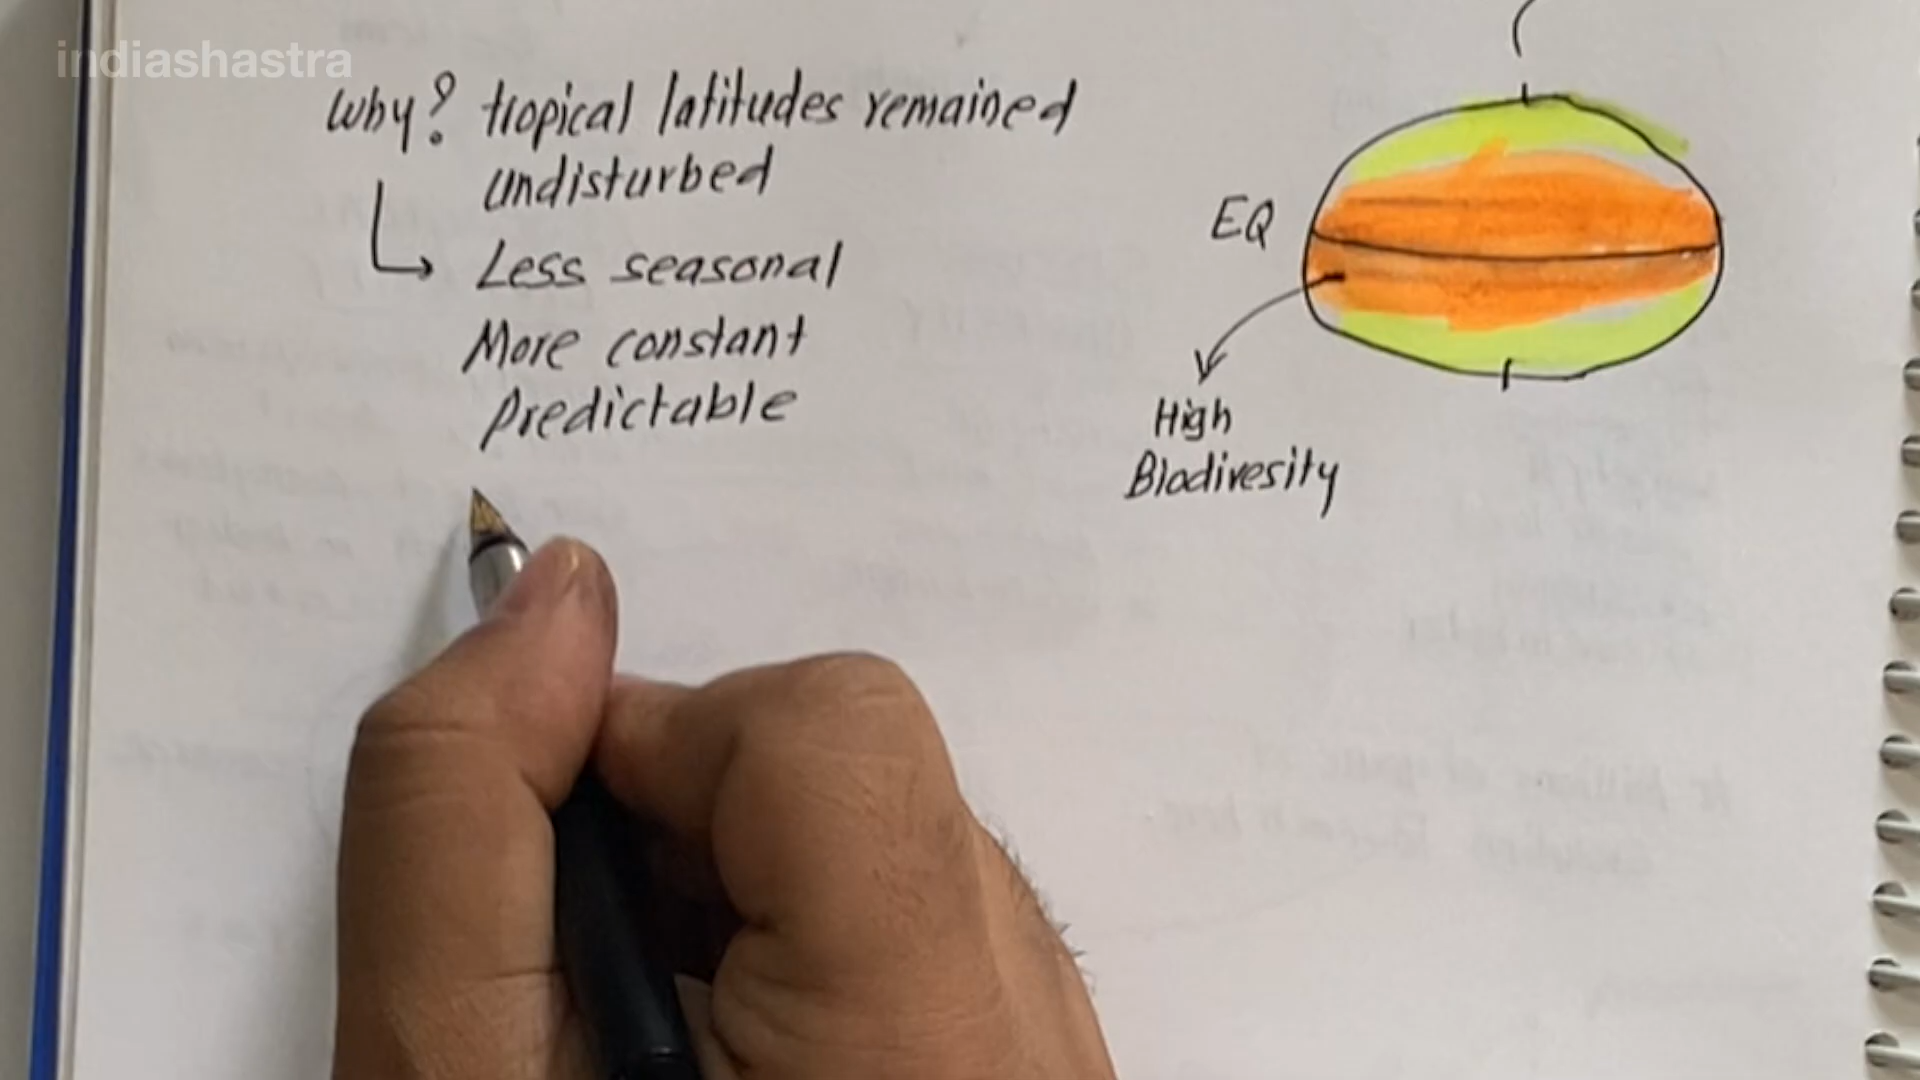 indiashastra
Why? tropical latitudes remained
undisturbed
Less seasonal
More constant
Predictable
EQ
High
Biodivesity